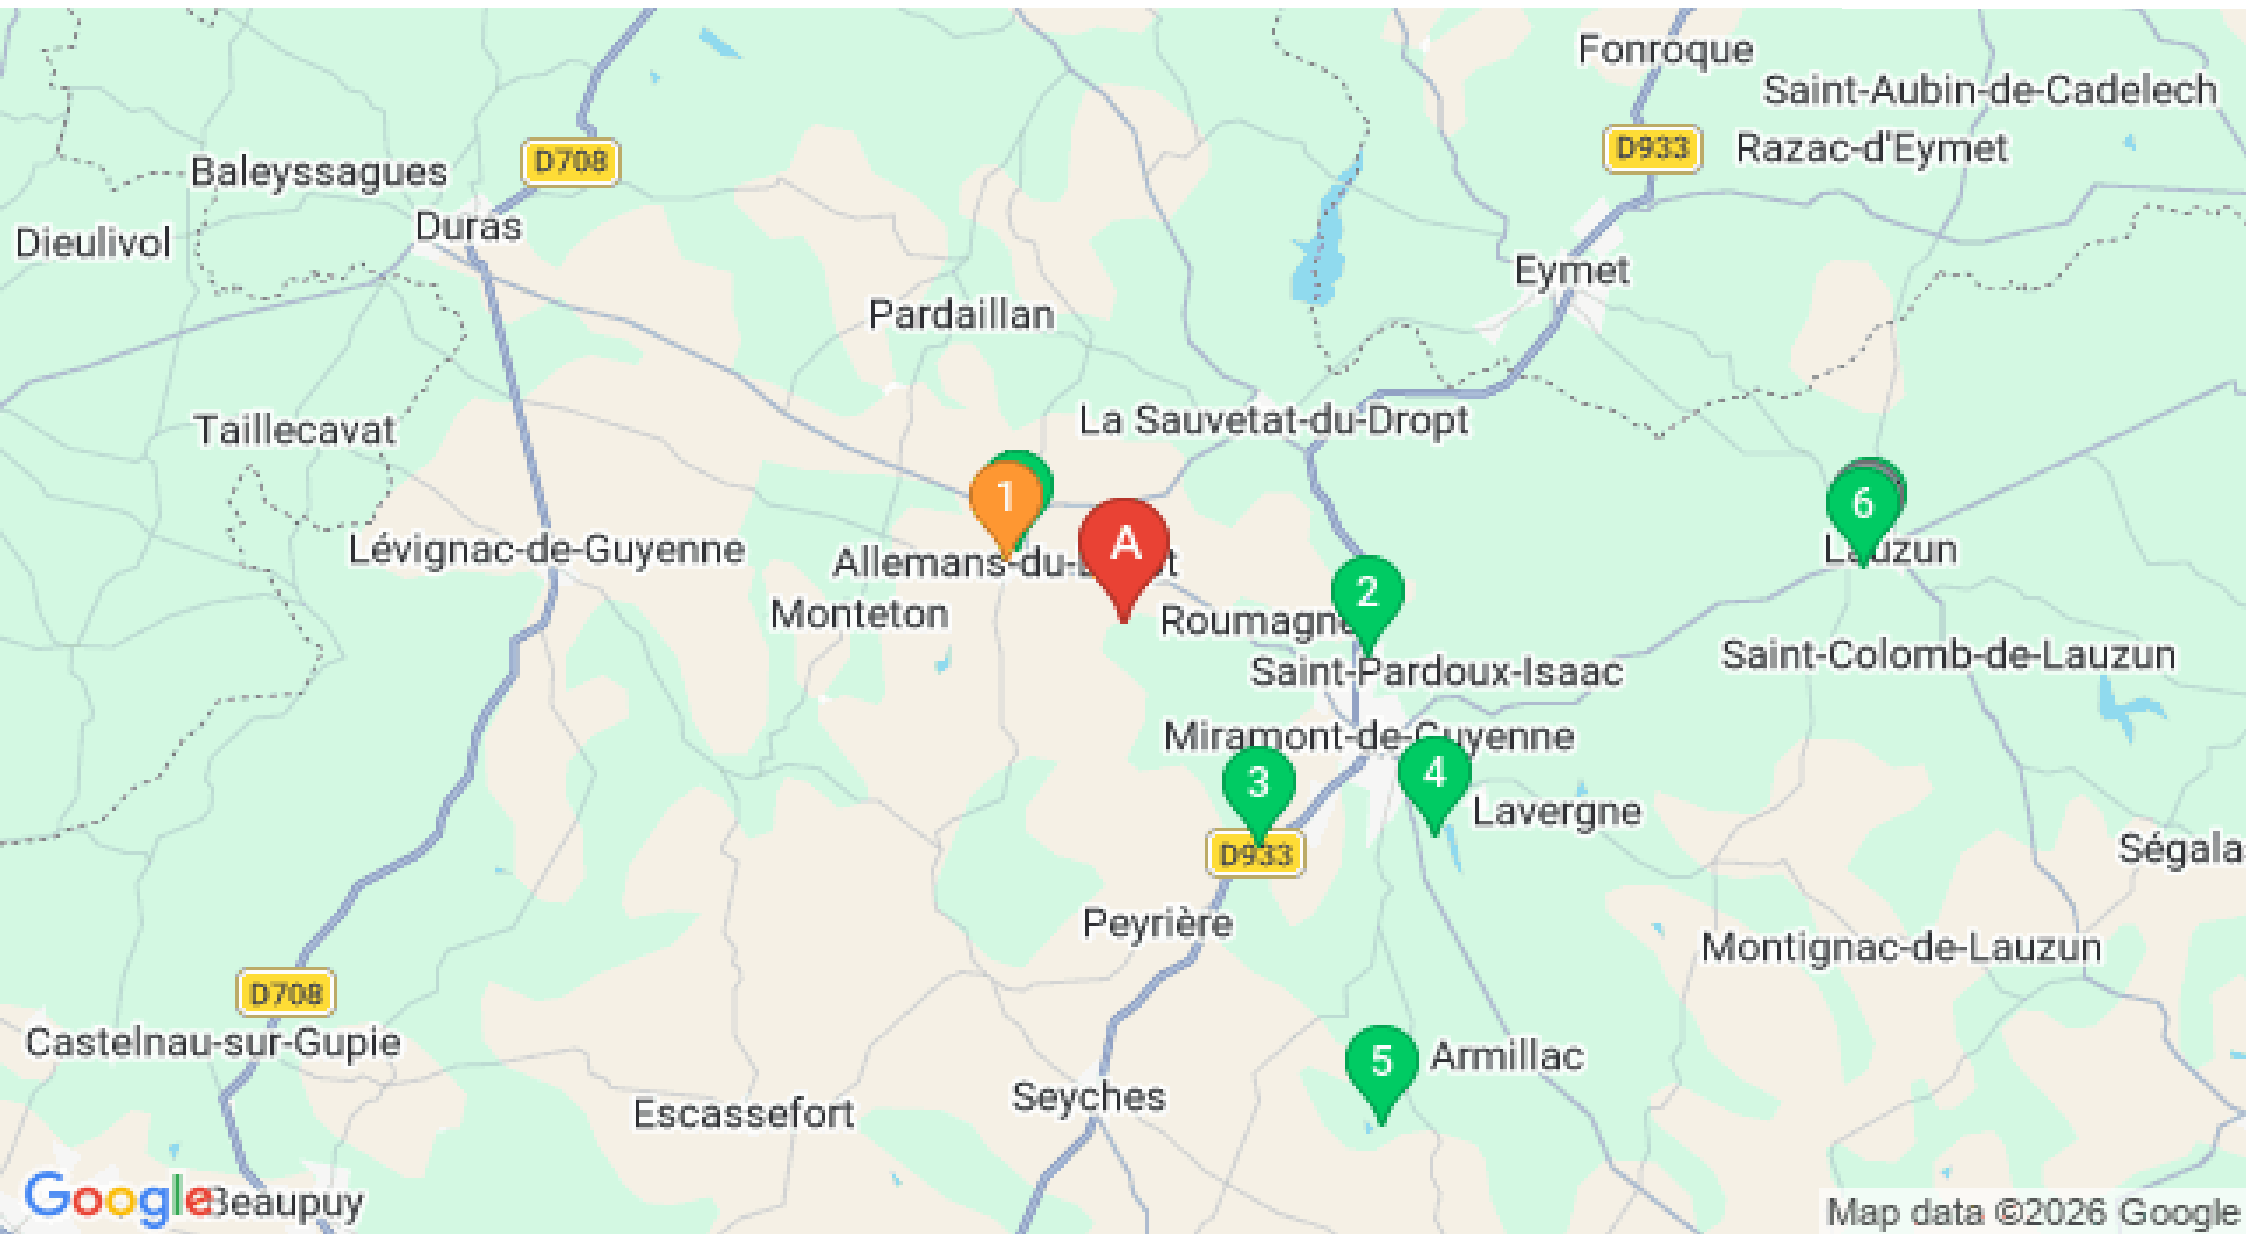 Fonroque
Saint-Aubin-de-Cadelech
D933
Razac-d'Eymet
D708
Baleyssagues
Duras
Dieulivol
Eymet
Pardaillan
La Sauvetat-du-Dropt
Taillecavat
1
6
A
Lévignac-de-Guyenne
Lauzun
2
Monteton
Saint-Pardoux-Isaac
Saint-Colomb-de-Lauzun
Miramont-de-Guyenne
3
4
Lavergne
D933
Ségala
Peyrière
Montignac-de-Lauzun
D708
Castelnau-sur-Gupie
5
Armillac
Seyches
Escassefort
Google
Beaupuy
Map data ©2026 Google